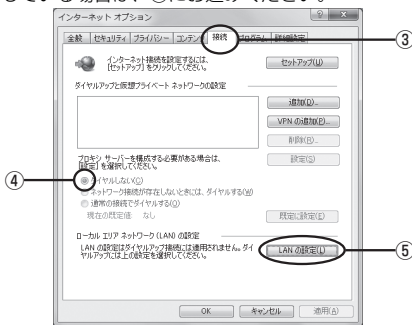 している場合は、④にお進みください。
インターネット オプション
全般 セキュリティ プライバシー コンテンツ 接続 プログラム 詳細設定
③
インターネット接続を設定するには、
[セットアップ] をクリックしてください。
セットアップ(U)
ダイヤルアップと仮想プライベート ネットワークの設定
追加(D)...
VPN の追加(P)...
削除(R)...
プロキシ サーバーを構成する必要がある場合は、
[設定] を選択してください。
設定(S)
④
ダイヤルしない(C)
ネットワーク接続が存在しないときには、ダイヤルする(W)
通常の接続でダイヤルする(O)
現在の既定値 なし
既定に設定(E)
ローカル エリア ネットワーク (LAN) の設定
LAN の設定はダイヤルアップ接続には適用されません。ダイ
ヤルアップには上の設定を選択してください。
LAN の設定(L)
⑤
OK キャンセル 適用(A)